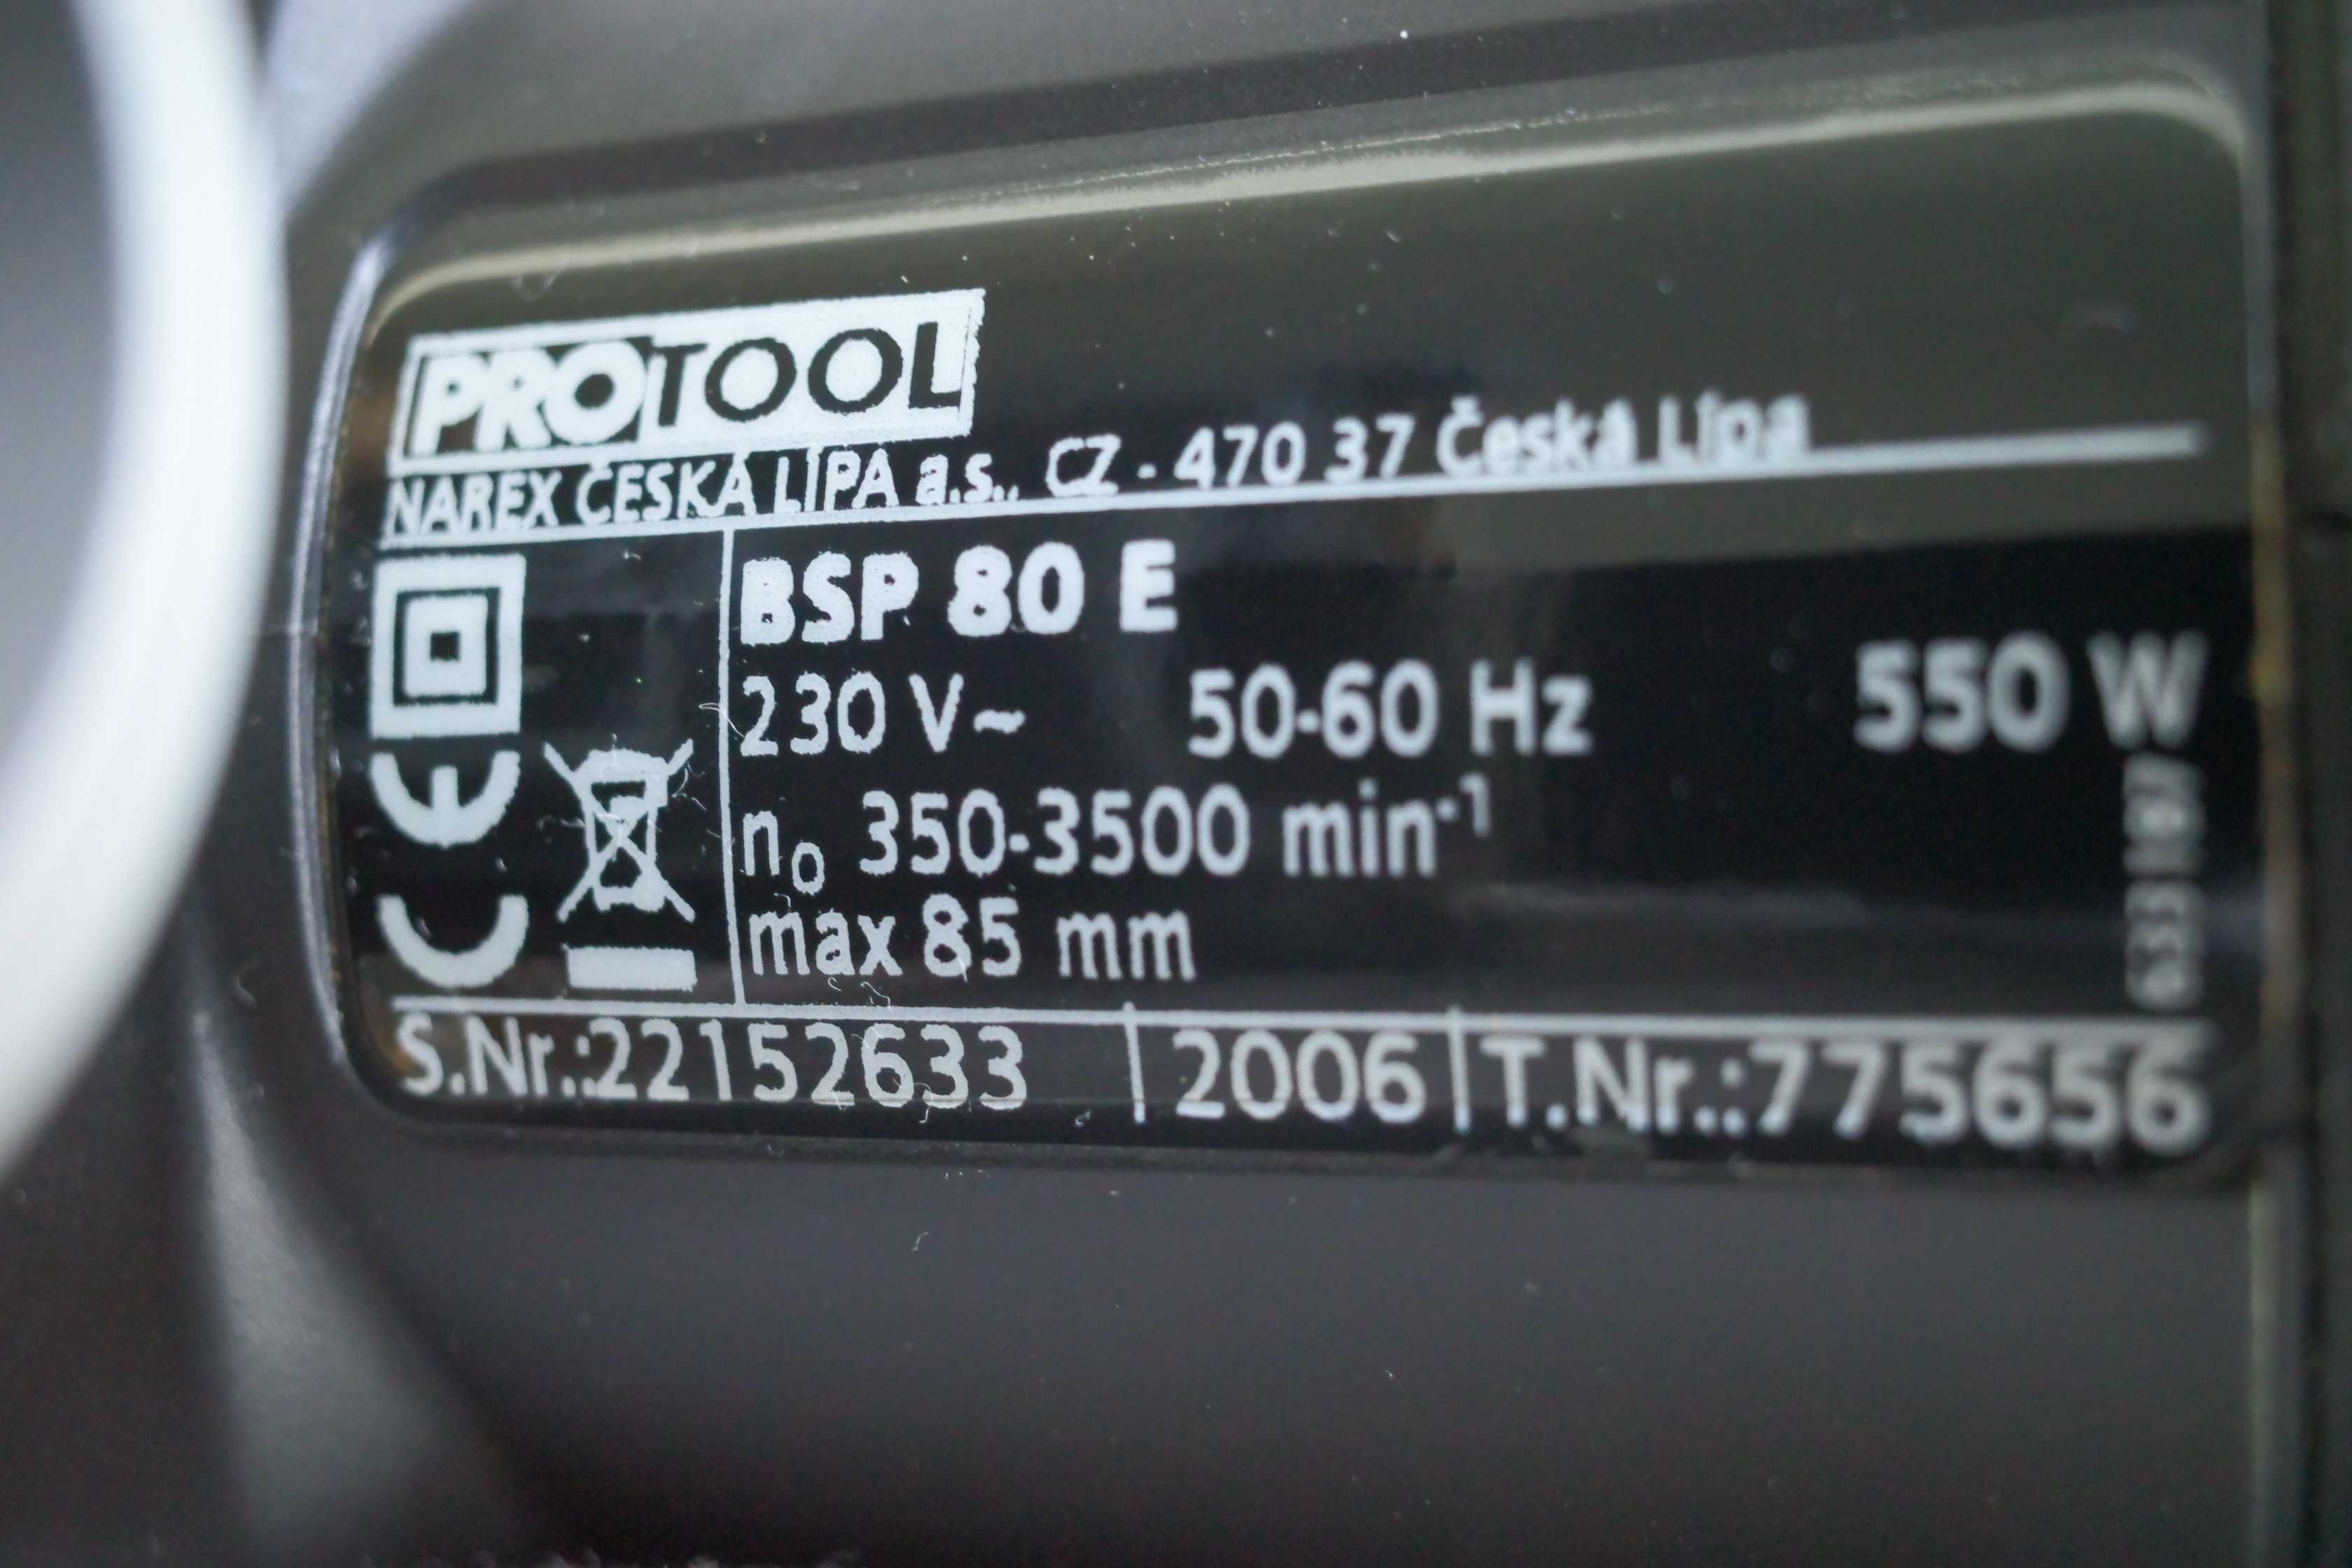 PROTOOL
NAREX ČESKÁ LÍPA a.s., CZ - 470 37 Česká Lípa
BSP 80 E
230 V~ 50-60 Hz 550 W
n₀ 350-3500 min⁻¹
max 85 mm
CE
S.Nr.:22152633 | 2006 | T.Nr.:775656